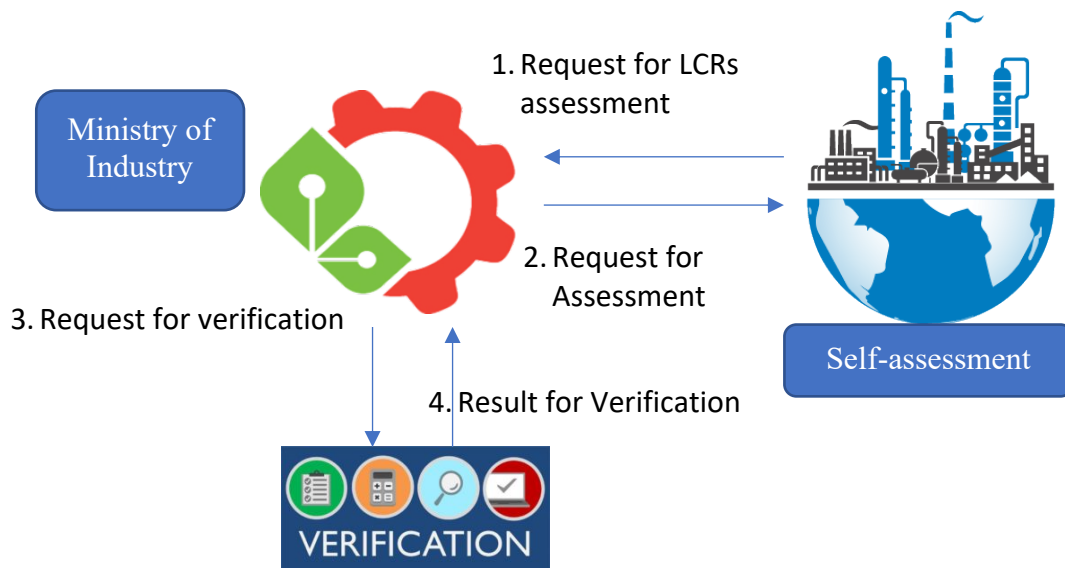 1. Request for LCRs
assessment
Ministry of
Industry
2. Request for
Assessment
3. Request for verification
Self-assessment
4. Result for Verification
VERIFICATION